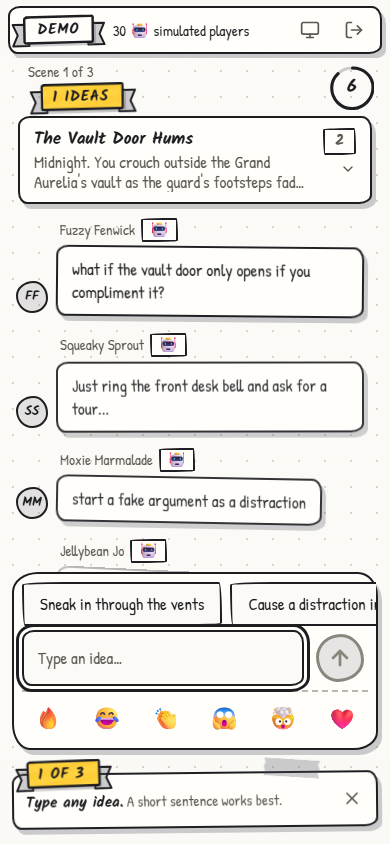 DEMO
30 simulated players
Scene 1 of 3
1 IDEAS
6
The Vault Door Hums
2
Midnight. You crouch outside the Grand
Aurelia's vault as the guard's footsteps fad...
Fuzzy Fenwick
FF
what if the vault door only opens if you
compliment it?
Squeaky Sprout
SS
Just ring the front desk bell and ask for a
tour...
Moxie Marmalade
MM
start a fake argument as a distraction
Jellybean Jo
Sneak in through the vents
Cause a distraction in
Type an idea...
1 OF 3
Type any idea. A short sentence works best.